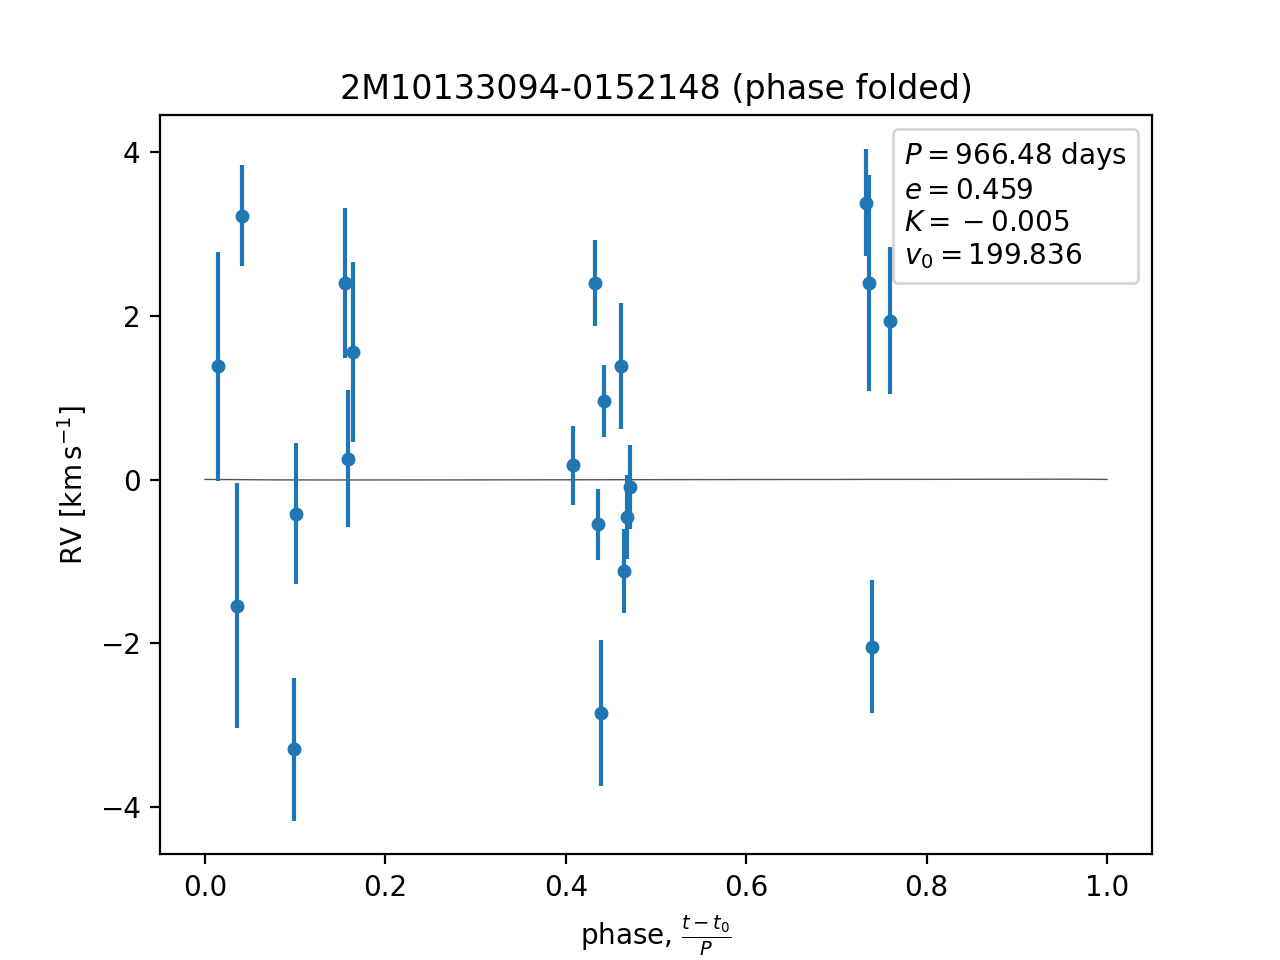 2M10133094-0152148 (phase folded)
P = 966.48 days
e = 0.459
K = −0.005
v₀ = 199.836
4
2
0
−2
−4
RV [km s⁻¹]
0.0 0.2 0.4 0.6 0.8 1.0
phase, (t − t₀)/P